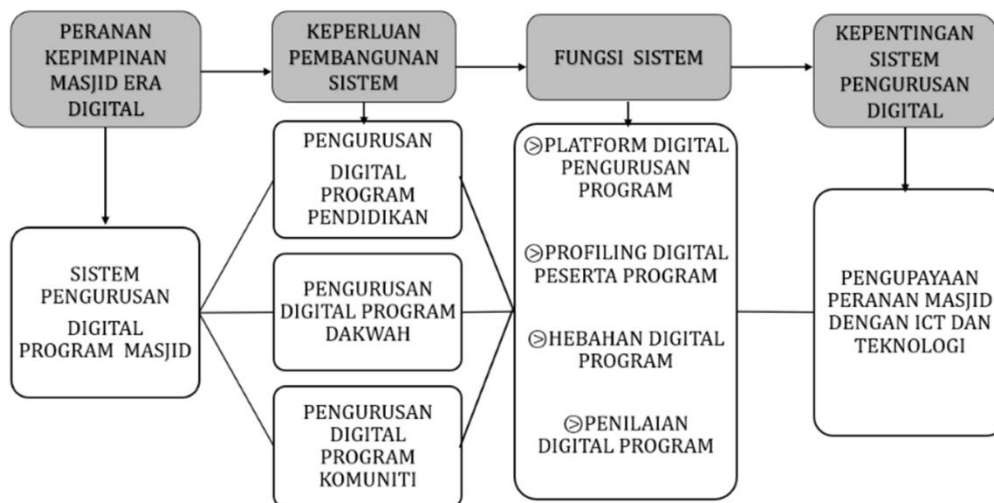 PERANAN
KEPIMPINAN
MASJID ERA
DIGITAL
KEPERLUAN
PEMBANGUNAN
SISTEM
FUNGSI SISTEM
KEPENTINGAN
SISTEM
PENGURUSAN
DIGITAL
SISTEM
PENGURUSAN
DIGITAL
PROGRAM MASJID
PENGURUSAN
DIGITAL
PROGRAM
PENDIDIKAN
PENGURUSAN
DIGITAL PROGRAM
DAKWAH
PENGURUSAN
DIGITAL
PROGRAM
KOMUNITI
PLATFORM DIGITAL
PENGURUSAN
PROGRAM
PROFILING DIGITAL
PESERTA PROGRAM
HEBAHAN DIGITAL
PROGRAM
PENILAIAN
DIGITAL PROGRAM
PENGUPAYAAN
PERANAN MASJID
DENGAN ICT DAN
TEKNOLOGI